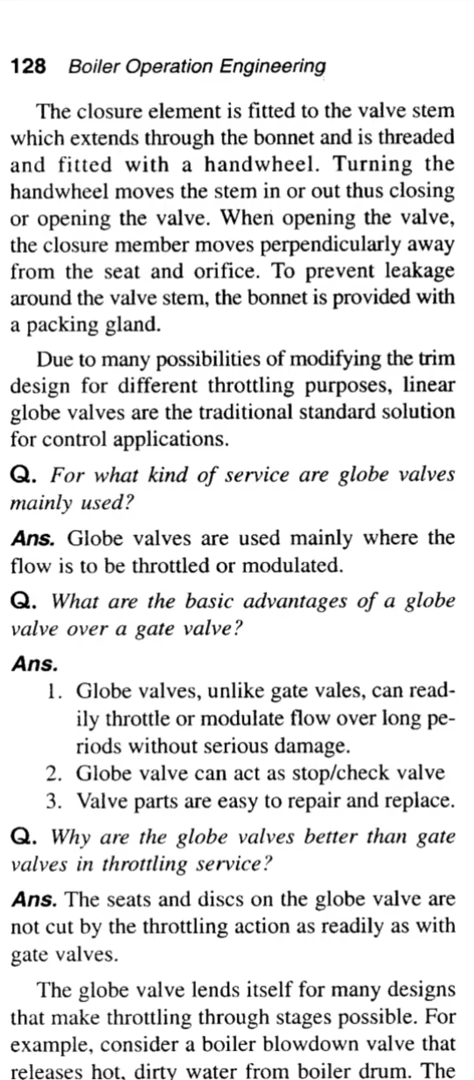 128 Boiler Operation Engineering
The closure element is fitted to the valve stem
which extends through the bonnet and is threaded
and fitted with a handwheel. Turning the
handwheel moves the stem in or out thus closing
or opening the valve. When opening the valve,
the closure member moves perpendicularly away
from the seat and orifice. To prevent leakage
around the valve stem, the bonnet is provided with
a packing gland.
Due to many possibilities of modifying the trim
design for different throttling purposes, linear
globe valves are the traditional standard solution
for control applications.
Q. For what kind of service are globe valves
mainly used?
Ans. Globe valves are used mainly where the
flow is to be throttled or modulated.
Q. What are the basic advantages of a globe
valve over a gate valve?
Ans.
1. Globe valves, unlike gate vales, can read-
ily throttle or modulate flow over long pe-
riods without serious damage.
2. Globe valve can act as stop/check valve
3. Valve parts are easy to repair and replace.
Q. Why are the globe valves better than gate
valves in throttling service?
Ans. The seats and discs on the globe valve are
not cut by the throttling action as readily as with
gate valves.
The globe valve lends itself for many designs
that make throttling through stages possible. For
example, consider a boiler blowdown valve that
releases hot, dirty water from boiler drum. The